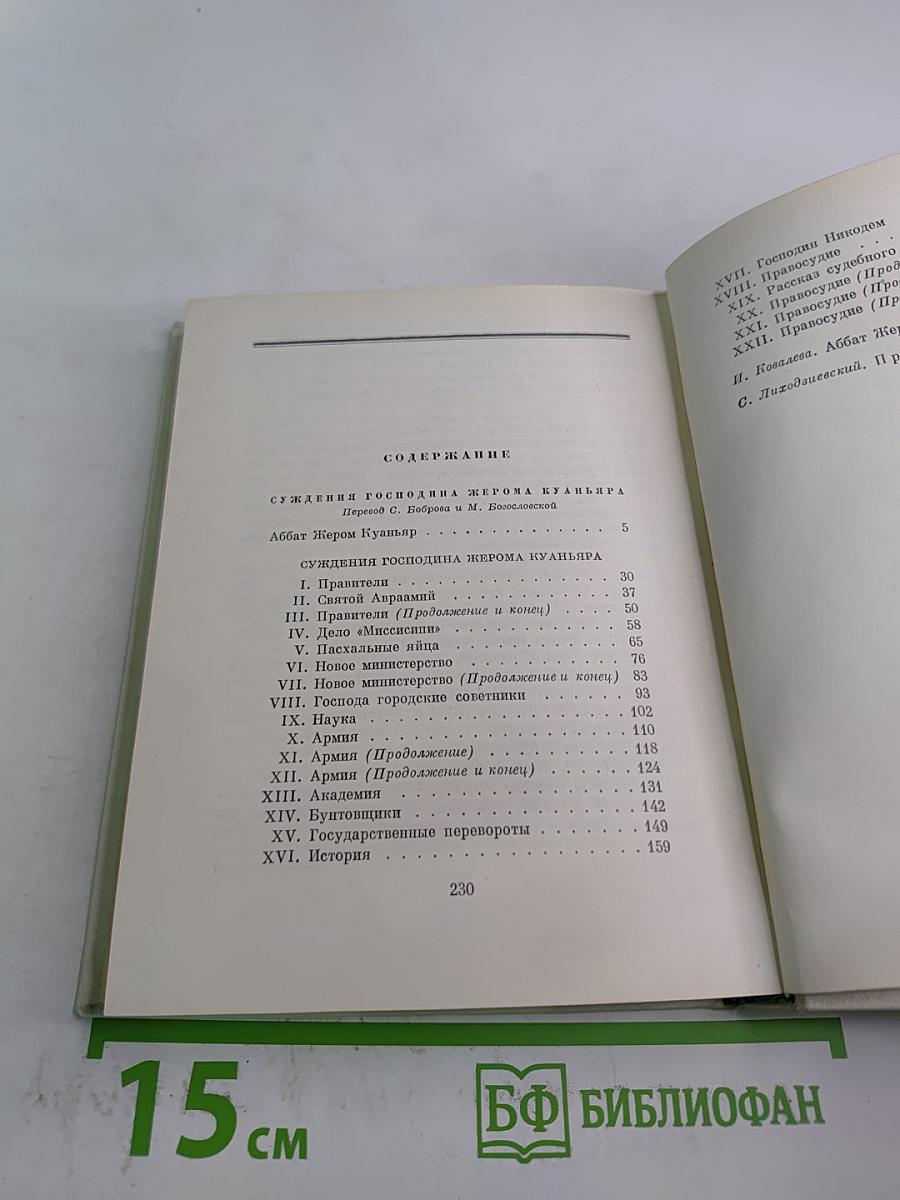 СОДЕРЖАНИЕ
СУЖДЕНИЯ ГОСПОДИНА ЖЕРОМА КУАНЬЯРА
Перевод С. Боброва и М. Богословской
Аббат Жером Куаньяр . . . . . . . . . . . . . . 5
СУЖДЕНИЯ ГОСПОДИНА ЖЕРОМА КУАНЬЯРА
I. Правители . . . . . . . . . . . . . . . . 30
II. Святой Авраамий . . . . . . . . . . . . 37
III. Правители (Продолжение и конец) . . . . 50
IV. Дело «Миссисипи» . . . . . . . . . . . . 58
V. Пасхальные яйца . . . . . . . . . . . . 65
VI. Новое министерство . . . . . . . . . . . 76
VII. Новое министерство (Продолжение и конец) 83
VIII. Господа городские советники . . . . . . 93
IX. Наука . . . . . . . . . . . . . . . . . . 102
X. Армия . . . . . . . . . . . . . . . . . . 110
XI. Армия (Продолжение) . . . . . . . . . . 118
XII. Армия (Продолжение и конец) . . . . . . 124
XIII. Академия . . . . . . . . . . . . . . . . 131
XIV. Бунтовщики . . . . . . . . . . . . . . . 142
XV. Государственные перевороты . . . . . . . 149
XVI. История . . . . . . . . . . . . . . . . . 159
230
XVII. Господин Никодем
XVIII. Правосудие . . .
XIX. Рассказ судебного
XX. Правосудие (Прод
XXI. Правосудие (Про
XXII. Правосудие (Пр
И. Ковалева. Аббат Жер
С. Лиходзиевский. Пр
15 см
БФ БИБЛИОФАН